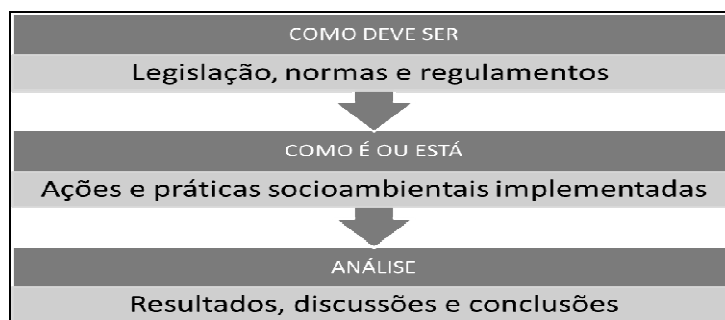 COMO DEVE SER
Legislação, normas e regulamentos
COMO É OU ESTÁ
Ações e práticas socioambientais implementadas
ANÁLISE
Resultados, discussões e conclusões